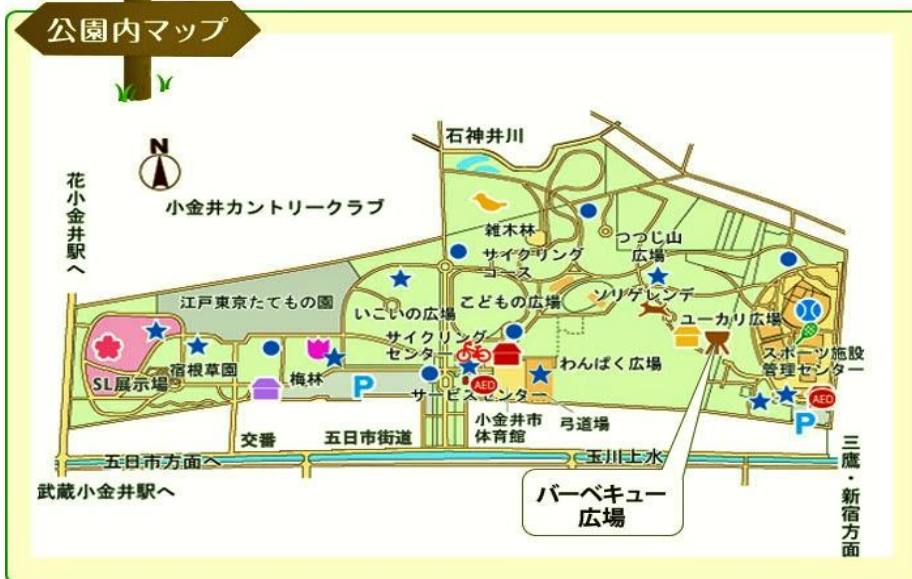 公園内マップ
N
石神井川
花小金井駅へ
小金井カントリークラブ
雑木林
つつじ山
広場
サイクリング
コース
江戸東京たてもの園
いこいの広場
こどもの広場
ソリゲレンデ
ユーカリ広場
サイクリング
センター
わんぱく広場
スポーツ施設
管理センター
SL展示場
宿根草園
梅林
P
AED
サービスセンター
AED
P
小金井市
体育館
弓道場
交番
五日市街道
五日市方面へ
玉川上水
武蔵小金井駅へ
三鷹・新宿方面
バーベキュー
広場